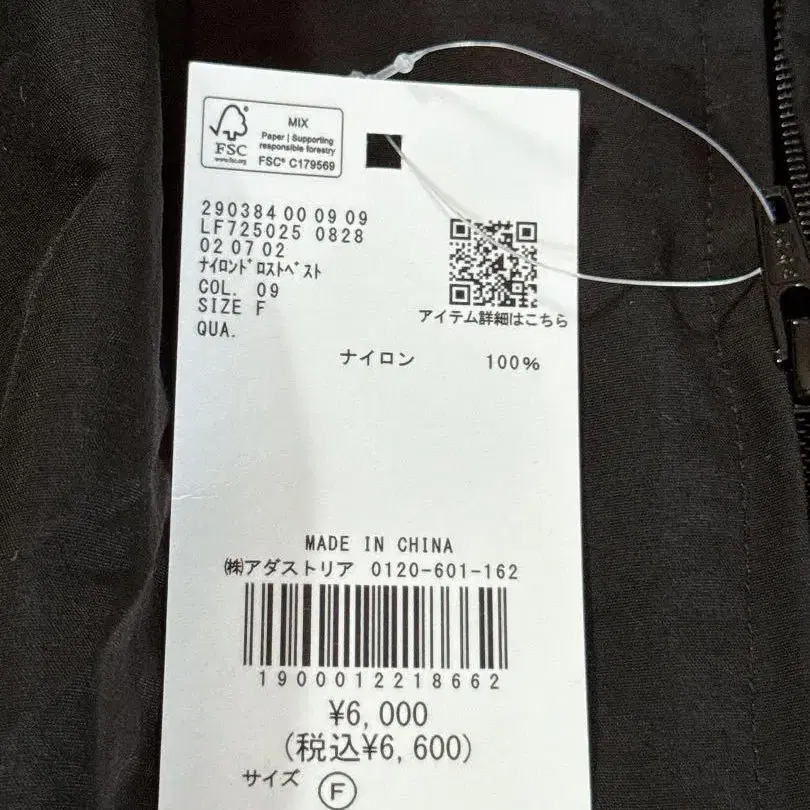 FSC
www.fsc.org
MIX
Paper | Supporting
responsible forestry
FSC® C179569
290384 00 09 09
LF725025 0828
02 07 02
ﾅｲﾛﾝﾄﾞﾛｽﾄﾍﾞｽﾄ
COL. 09
SIZE F
QUA.
アイテム詳細はこちら
ナイロン 100%
MADE IN CHINA
㈱アダストリア 0120-601-162
1900012218662
¥6,000
(税込¥6,600)
サイズ F